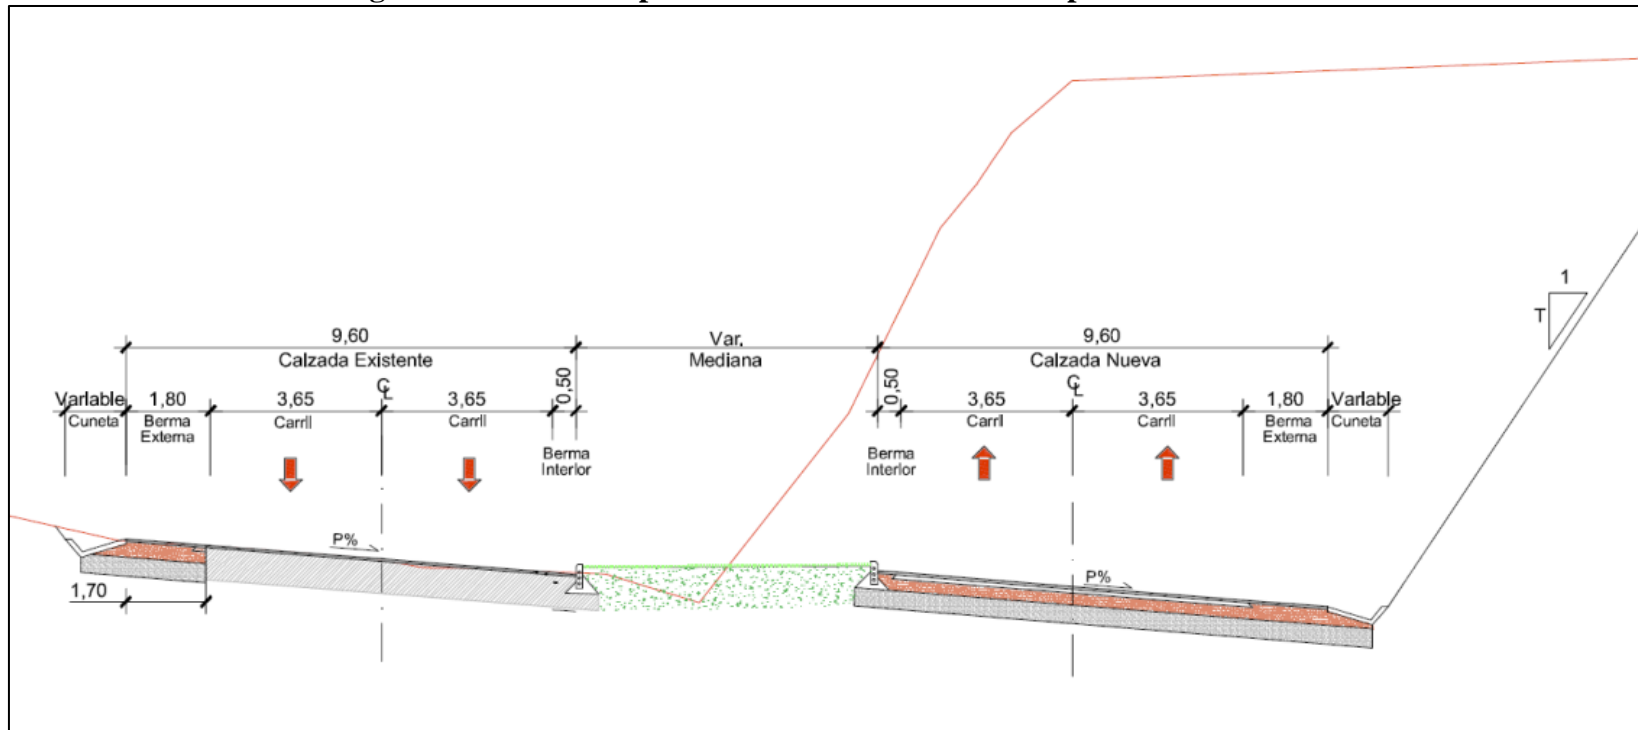 1
T
9,60
Var.
9,60
Calzada Existente
Mediana
Calzada Nueva
Variable
1,80
3,65
C
L
3,65
0,50
0,50
3,65
C
L
3,65
1,80
Variable
Cuneta
Berma
Externa
Carril
Carril
Carril
Carril
Berma
Externa
Cuneta
Berma
Interior
Berma
Interior
P%
P%
1,70